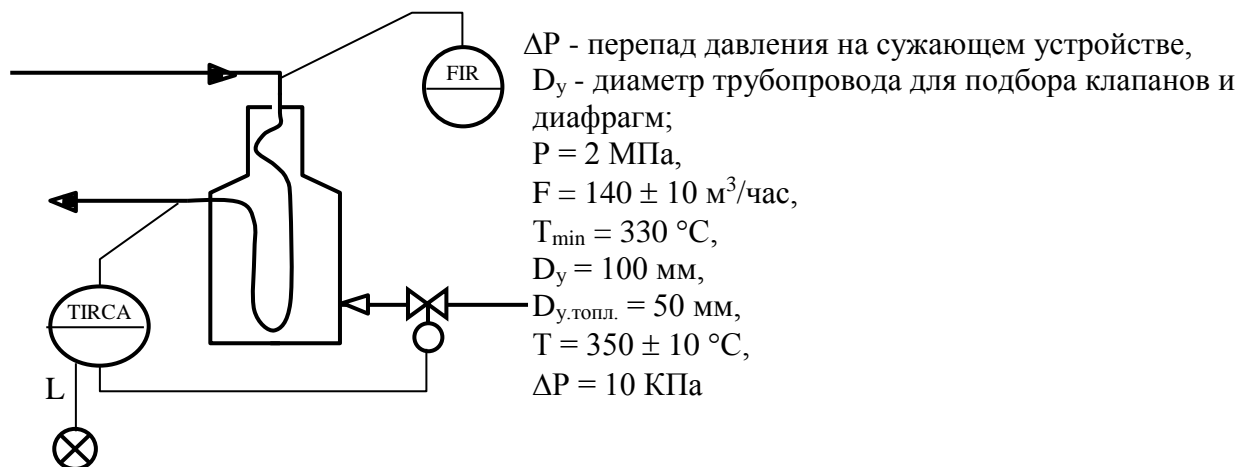 FIR
ΔP - перепад давления на сужающем устройстве,
Dу - диаметр трубопровода для подбора клапанов и
диафрагм;
P = 2 МПа,
F = 140 ± 10 м³/час,
Tmin = 330 °C,
Dу = 100 мм,
Dу.топл. = 50 мм,
T = 350 ± 10 °C,
ΔP = 10 КПа
TIRCA
L